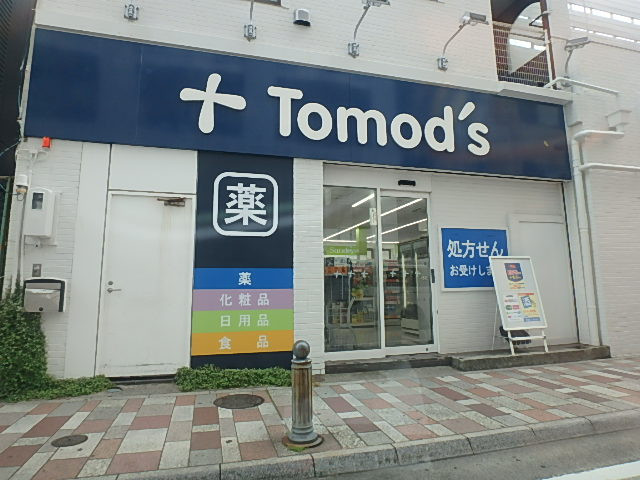 Tomod's
薬
薬
化粧品
日用品
食品
処方せん
お受けしま